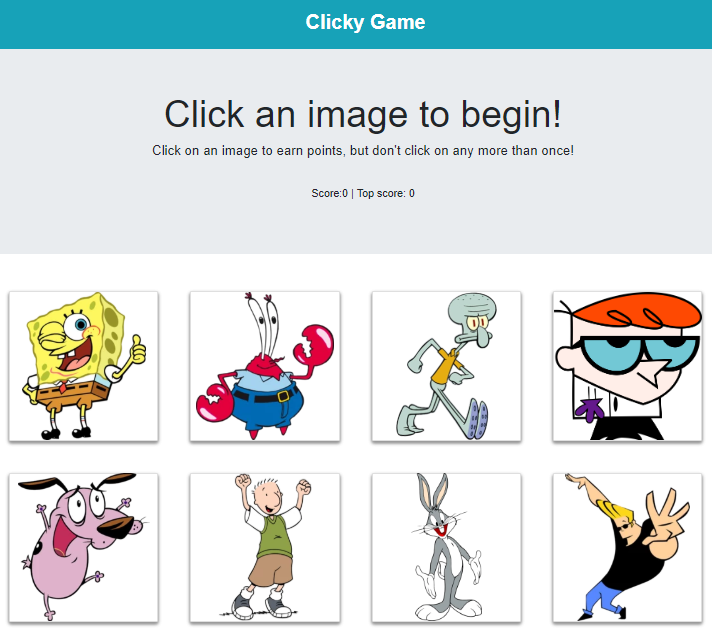 Clicky Game
Click an image to begin!
Click on an image to earn points, but don't click on any more than once!
Score:0 | Top score: 0